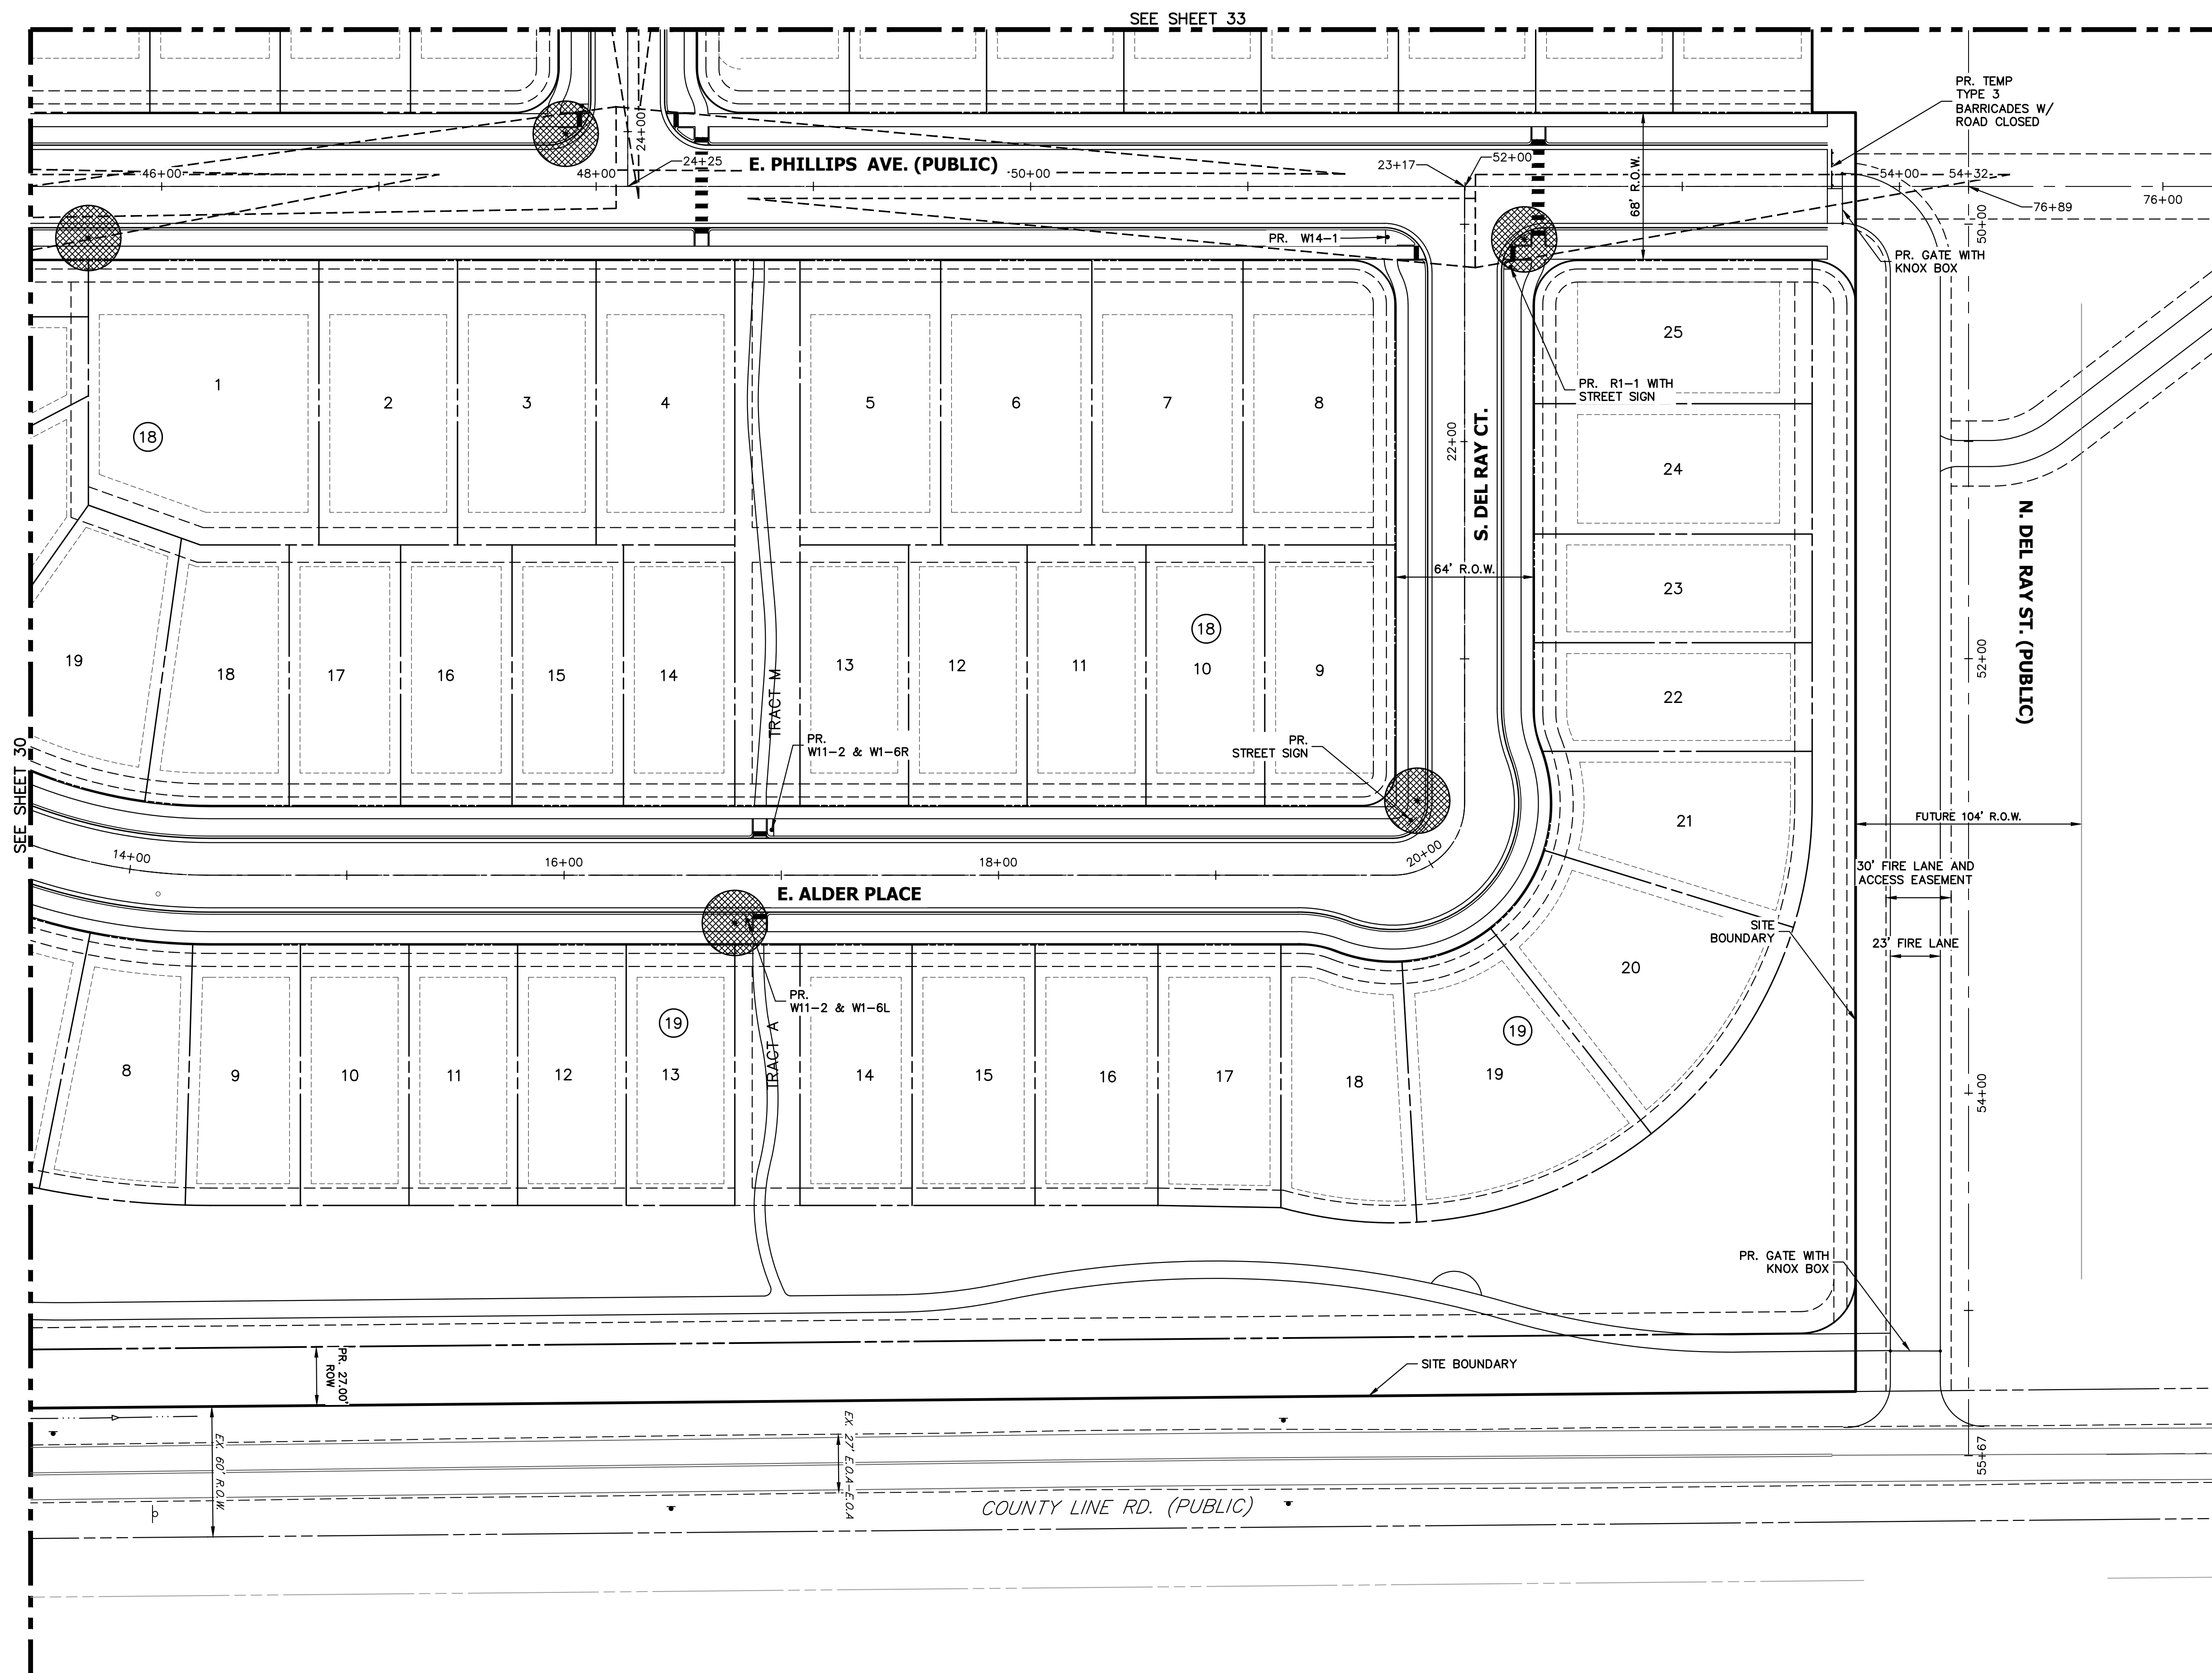 SEE SHEET 33
PR. TEMP
TYPE 3
BARRICADES W/
ROAD CLOSED
24+00
24+25
E. PHILLIPS AVE. (PUBLIC)
46+00
48+00
50+00
23+17
52+00
68' R.O.W.
54+00
54+32
76+89
76+00
50+00
PR. W14-1
PR. GATE WITH
KNOX BOX
25
1
2
3
4
5
6
7
8
PR. R1-1 WITH
STREET SIGN
18
22+00
S. DEL RAY CT.
24
N. DEL RAY ST. (PUBLIC)
64' R.O.W.
23
18
19
18
17
16
15
14
TRACT M
13
12
11
10
9
52+00
22
SEE SHEET 30
PR.
W11-2 & W1-6R
PR.
STREET SIGN
21
FUTURE 104' R.O.W.
14+00
16+00
18+00
20+00
30' FIRE LANE AND
ACCESS EASEMENT
E. ALDER PLACE
SITE
BOUNDARY
23' FIRE LANE
20
PR.
W11-2 & W1-6L
19
19
TRACT A
8
9
10
11
12
13
14
15
16
17
18
19
54+00
PR. GATE WITH
KNOX BOX
PR. 27.00'
ROW
SITE BOUNDARY
EX. 60' R.O.W.
EX. 27' E.O.A-E.O.A
55+67
COUNTY LINE RD. (PUBLIC)